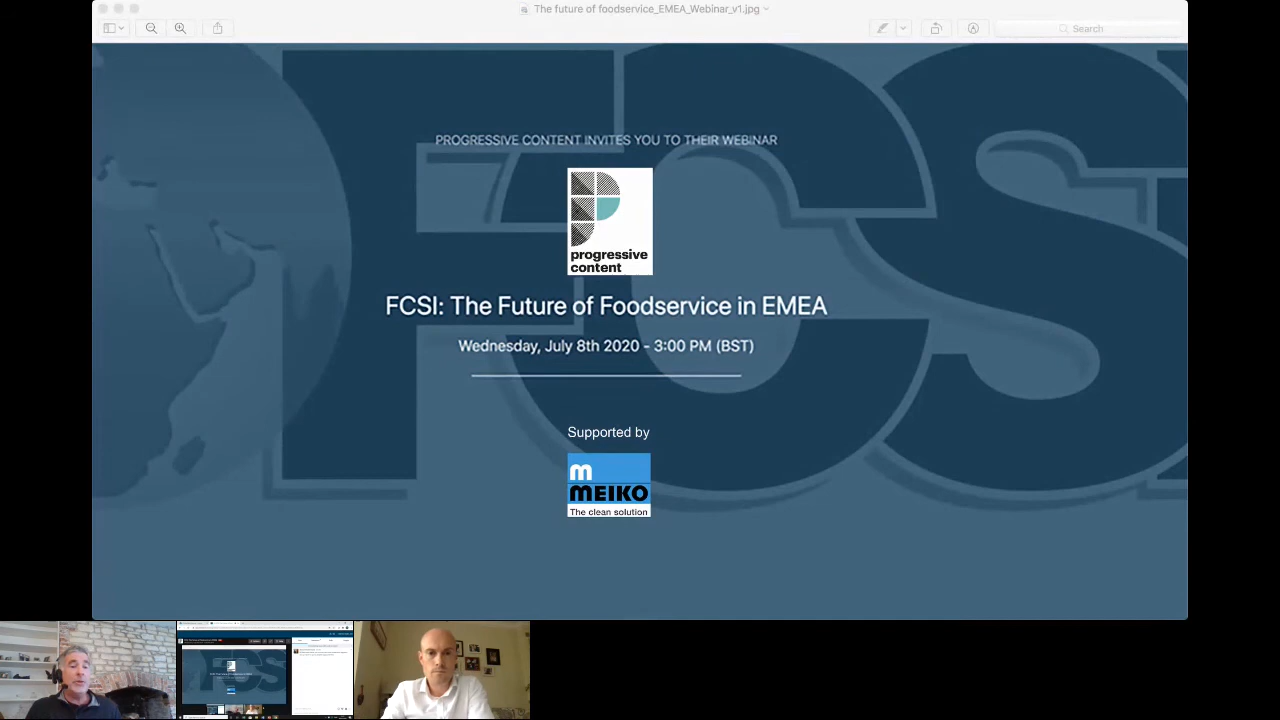 The future of foodservice_EMEA_Webinar_v1.jpg
Search
PROGRESSIVE CONTENT INVITES YOU TO THEIR WEBINAR
progressive
content
FCSI: The Future of Foodservice in EMEA
Wednesday, July 8th 2020 - 3:00 PM (BST)
Supported by
m
MEIKO
The clean solution
FCS